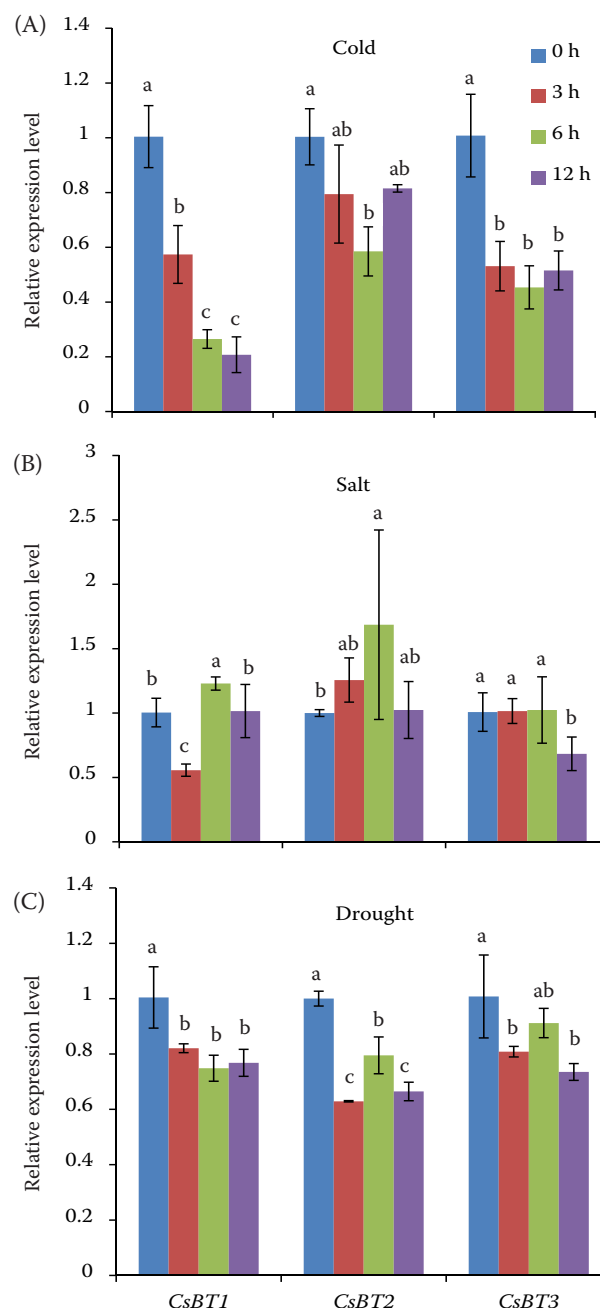 (A)
Cold
0 h
3 h
6 h
12 h
Relative expression level
1.4
1.2
1
0.8
0.6
0.4
0.2
0
a b c c
a ab b ab
a b b b
(B)
Salt
Relative expression level
3
2.5
2
1.5
1
0.5
0
b c a b
b ab a ab
a a a b
(C)
Drought
Relative expression level
1.4
1.2
1
0.8
0.6
0.4
0.2
0
a b b b
a c b c
a b ab b
CsBT1 CsBT2 CsBT3